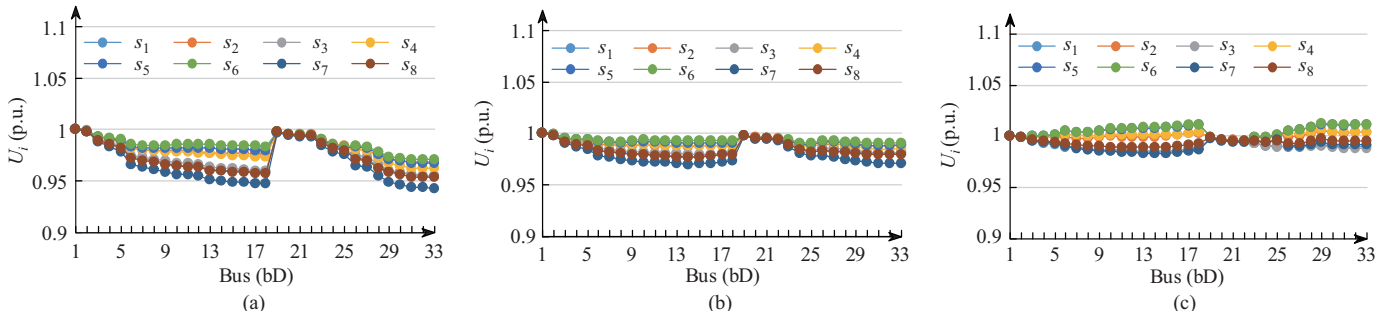 1.1
s1 s2 s3 s4
s5 s6 s7 s8
1.05
1
0.95
0.9
Ui (p.u.)
1 5 9 13 17 21 25 29 33
Bus (bD)
(a)
1.1
s1 s2 s3 s4
s5 s6 s7 s8
1.05
1
0.95
0.9
Ui (p.u.)
1 5 9 13 17 21 25 29 33
Bus (bD)
(b)
1.1
s1 s2 s3 s4
s5 s6 s7 s8
1.05
1
0.95
0.9
Ui(p.u.)
1 5 9 13 17 21 25 29 33
Bus (bD)
(c)